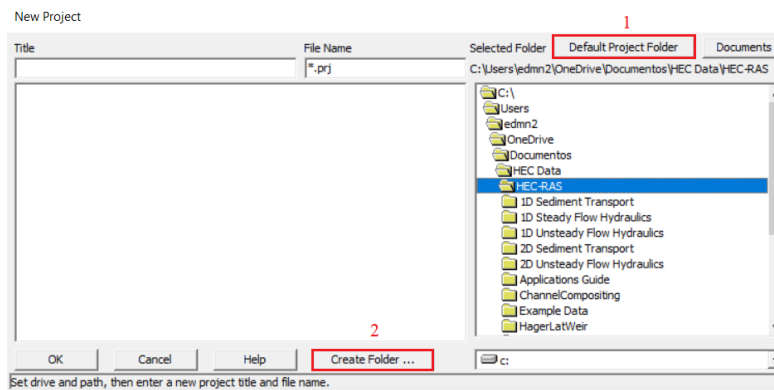 New Project
1
Title File Name Selected Folder Default Project Folder Documents
*.prj C:\Users\edmn2\OneDrive\Documentos\HEC Data\HEC-RAS
C:\
Users
edmn2
OneDrive
Documentos
HEC Data
HEC-RAS
1D Sediment Transport
1D Steady Flow Hydraulics
1D Unsteady Flow Hydraulics
2D Sediment Transport
2D Unsteady Flow Hydraulics
Applications Guide
ChannelCompositing
Example Data
HagerLatWeir
2
OK Cancel Help Create Folder ... c:
Set drive and path, then enter a new project title and file name.